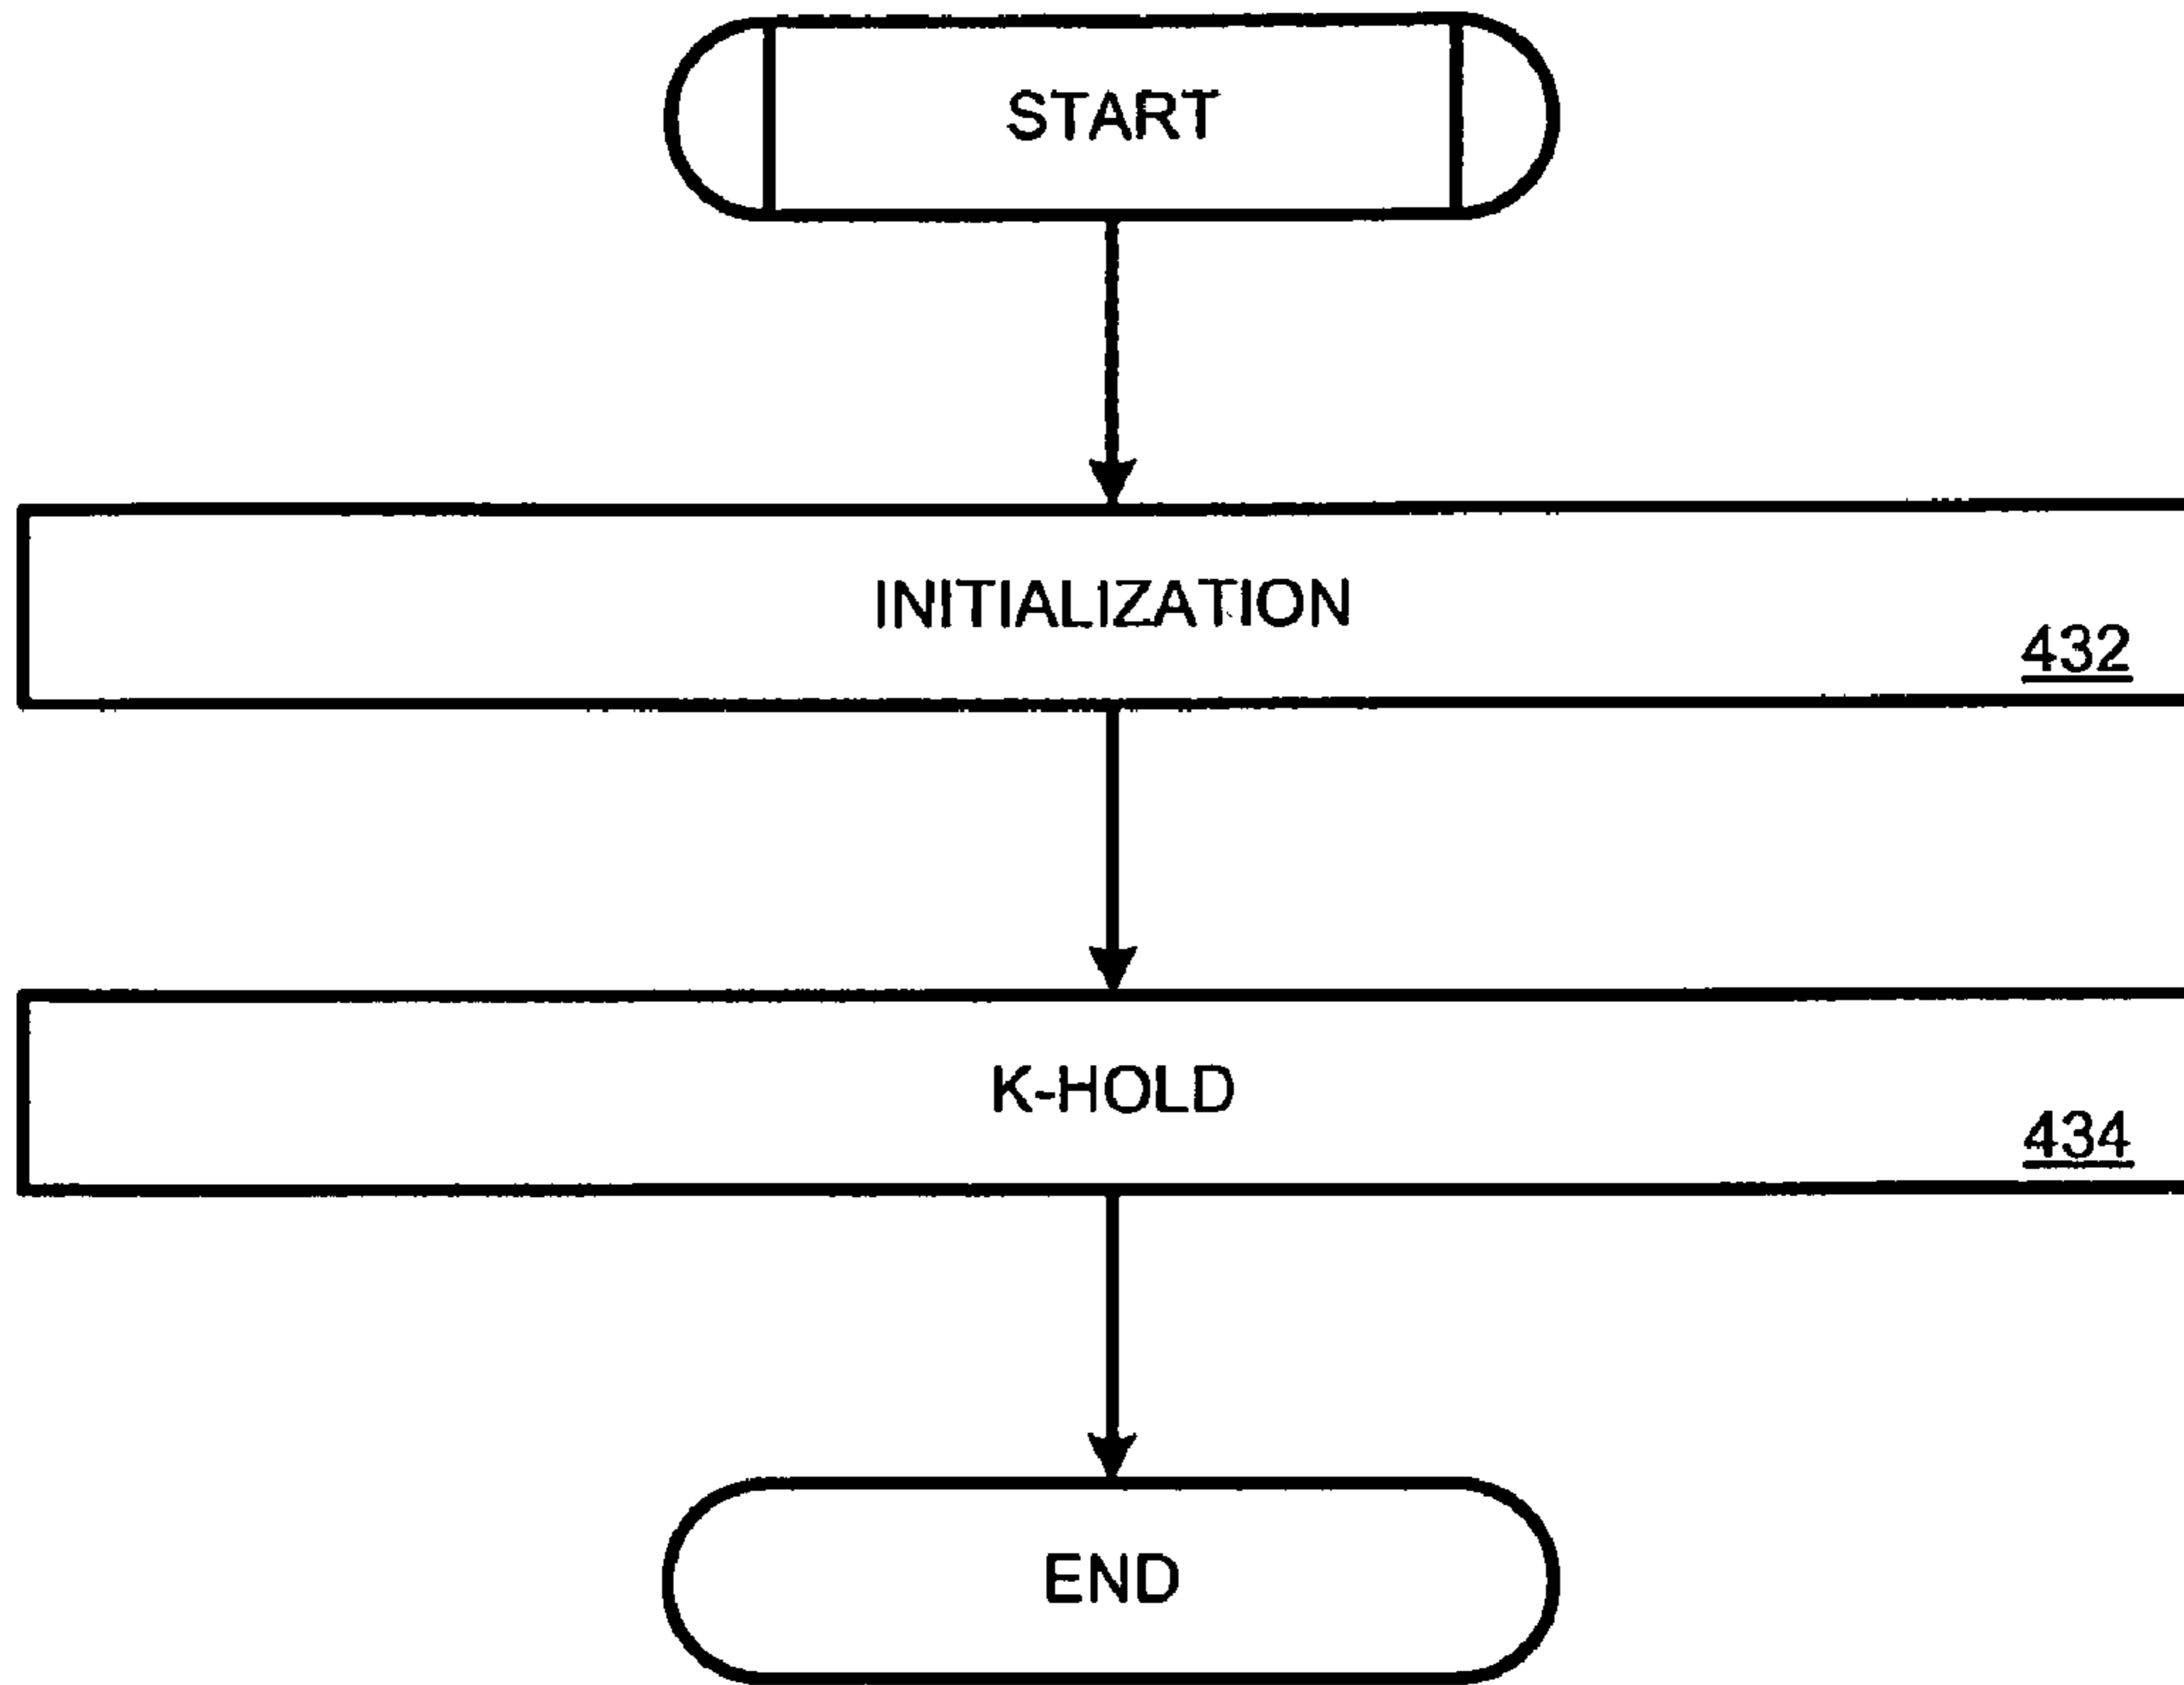 START
INITIALIZATION
432
K-HOLD
434
END